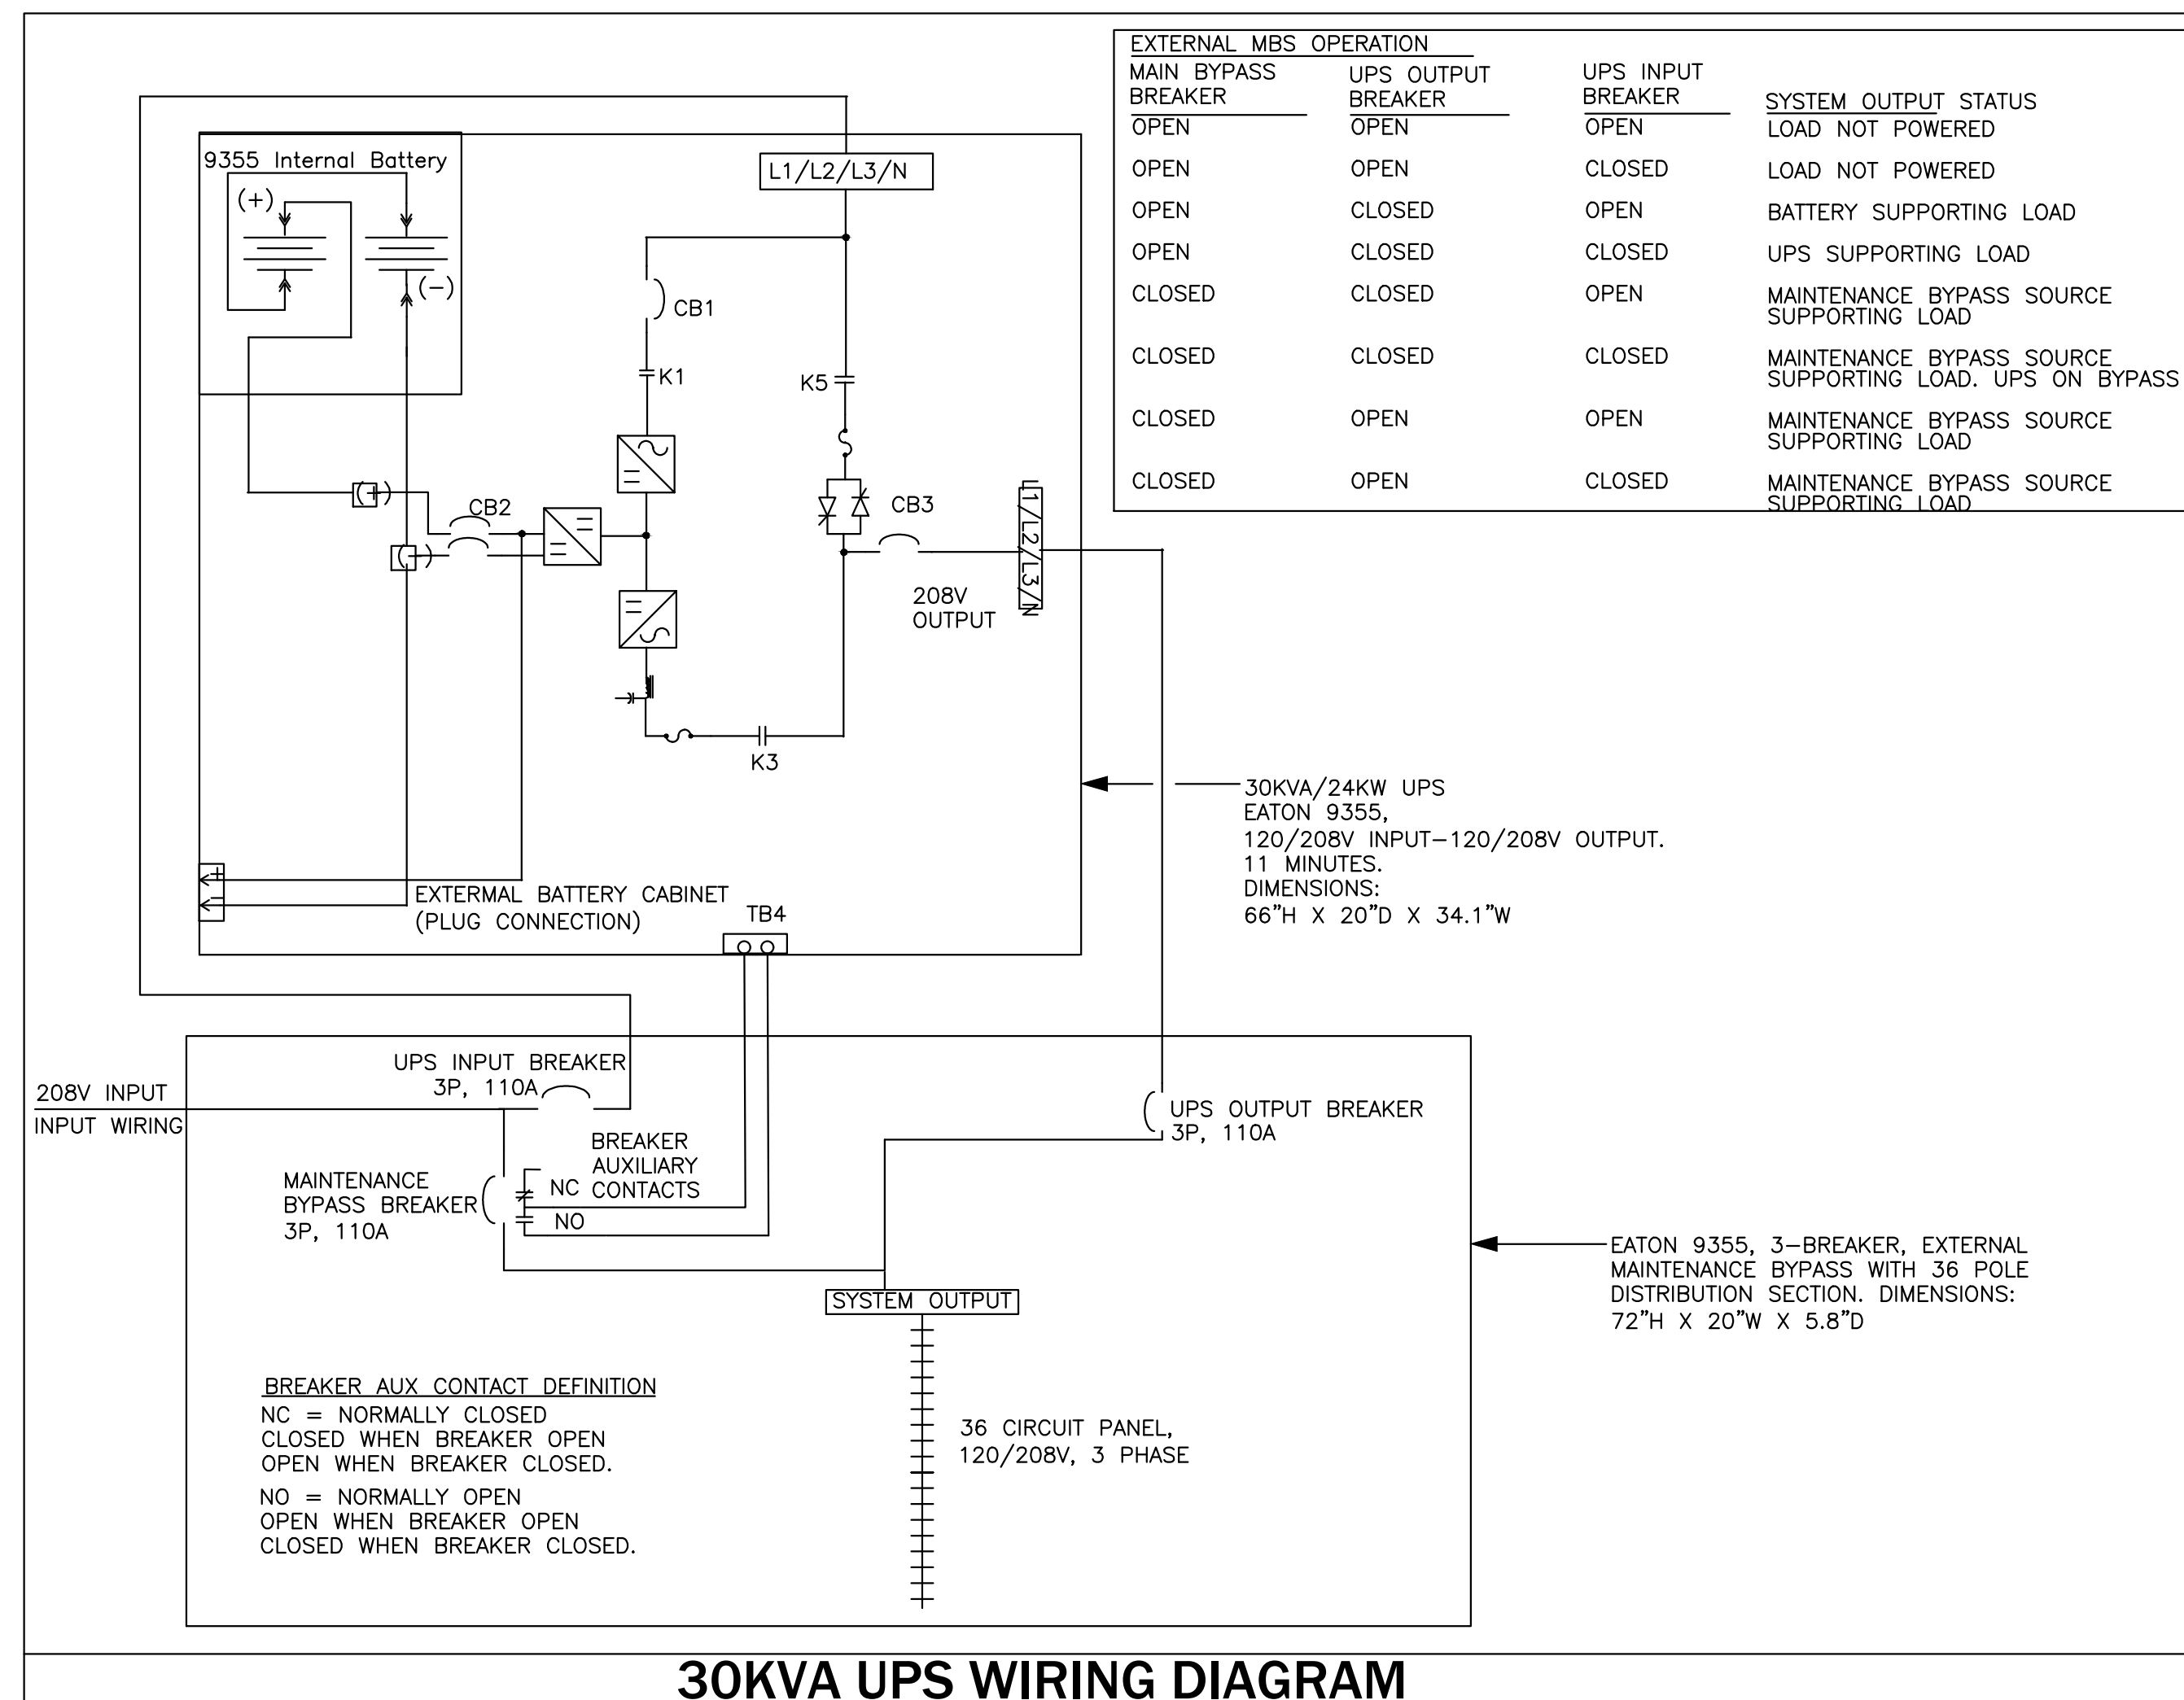 EXTERNAL MBS OPERATION
MAIN BYPASS BREAKER UPS OUTPUT BREAKER UPS INPUT BREAKER SYSTEM OUTPUT STATUS
OPEN OPEN OPEN LOAD NOT POWERED
OPEN OPEN CLOSED LOAD NOT POWERED
OPEN CLOSED OPEN BATTERY SUPPORTING LOAD
OPEN CLOSED CLOSED UPS SUPPORTING LOAD
CLOSED CLOSED OPEN MAINTENANCE BYPASS SOURCE
SUPPORTING LOAD
CLOSED CLOSED CLOSED MAINTENANCE BYPASS SOURCE
SUPPORTING LOAD. UPS ON BYPASS
CLOSED OPEN OPEN MAINTENANCE BYPASS SOURCE
SUPPORTING LOAD
CLOSED OPEN CLOSED MAINTENANCE BYPASS SOURCE
SUPPORTING LOAD
9355 Internal Battery
(+)
(-)
L1/L2/L3/N
CB1
K1
K5
(+)
(-)
CB2
CB3
L1/L2/L3/N
208V
OUTPUT
K3
30KVA/24KW UPS
EATON 9355,
120/208V INPUT-120/208V OUTPUT.
11 MINUTES.
DIMENSIONS:
66"H X 20"D X 34.1"W
+
-
EXTERMAL BATTERY CABINET
(PLUG CONNECTION)
TB4
UPS INPUT BREAKER
3P, 110A
208V INPUT
INPUT WIRING
BREAKER
AUXILIARY
CONTACTS
NC
NO
MAINTENANCE
BYPASS BREAKER
3P, 110A
UPS OUTPUT BREAKER
3P, 110A
EATON 9355, 3-BREAKER, EXTERNAL
MAINTENANCE BYPASS WITH 36 POLE
DISTRIBUTION SECTION. DIMENSIONS:
72"H X 20"W X 5.8"D
SYSTEM OUTPUT
36 CIRCUIT PANEL,
120/208V, 3 PHASE
BREAKER AUX CONTACT DEFINITION
NC = NORMALLY CLOSED
CLOSED WHEN BREAKER OPEN
OPEN WHEN BREAKER CLOSED.
NO = NORMALLY OPEN
OPEN WHEN BREAKER OPEN
CLOSED WHEN BREAKER CLOSED.
30KVA UPS WIRING DIAGRAM